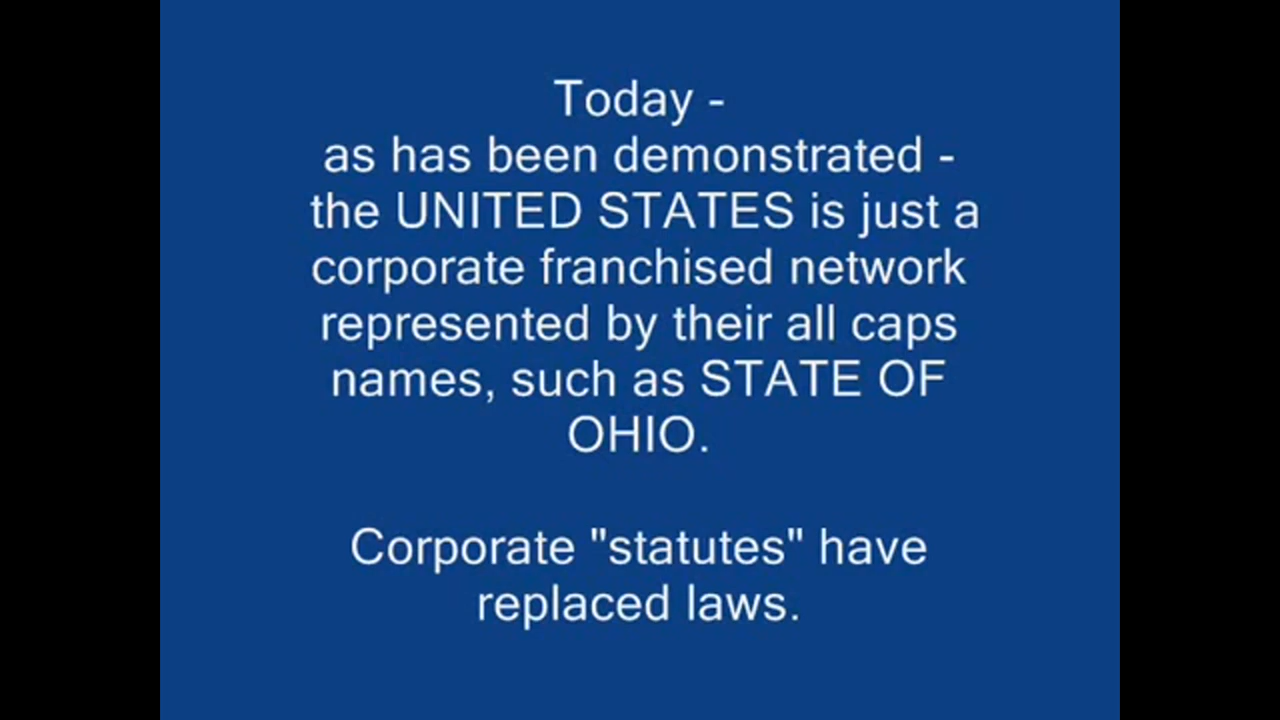 Today -
as has been demonstrated -
the UNITED STATES is just a
corporate franchised network
represented by their all caps
names, such as STATE OF
OHIO.
Corporate "statutes" have
replaced laws.